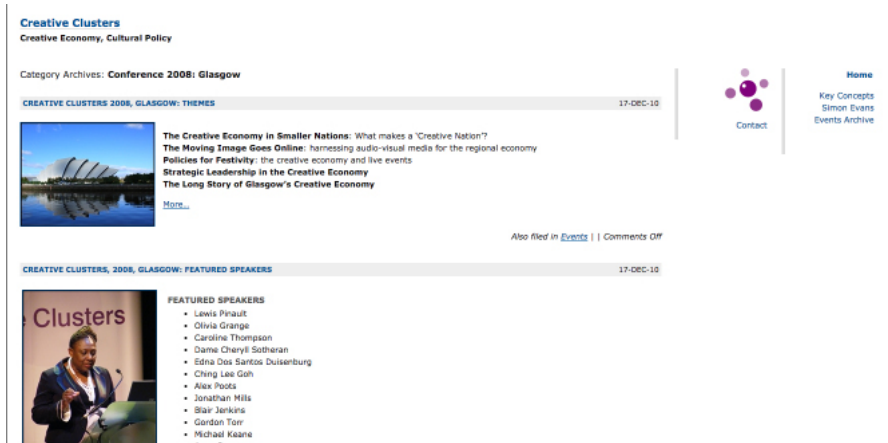 Creative Clusters
Creative Economy, Cultural Policy
Category Archives: Conference 2008: Glasgow
CREATIVE CLUSTERS 2008, GLASGOW: THEMES 17-DEC-10
The Creative Economy in Smaller Nations: What makes a 'Creative Nation'?
The Moving Image Goes Online: harnessing audio-visual media for the regional economy
Policies for Festivity: the creative economy and live events
Strategic Leadership in the Creative Economy
The Long Story of Glasgow's Creative Economy
More...
Also filed in Events | | Comments Off
CREATIVE CLUSTERS, 2008, GLASGOW: FEATURED SPEAKERS 17-DEC-10
Clusters
FEATURED SPEAKERS
• Lewis Pinault
• Olivia Grange
• Caroline Thompson
• Dame Cheryll Sotheran
• Edna Dos Santos Duisenburg
• Ching Lee Goh
• Alex Poots
• Jonathan Mills
• Blair Jenkins
• Gordon Torr
• Michael Keane
Contact
Home
Key Concepts
Simon Evans
Events Archive